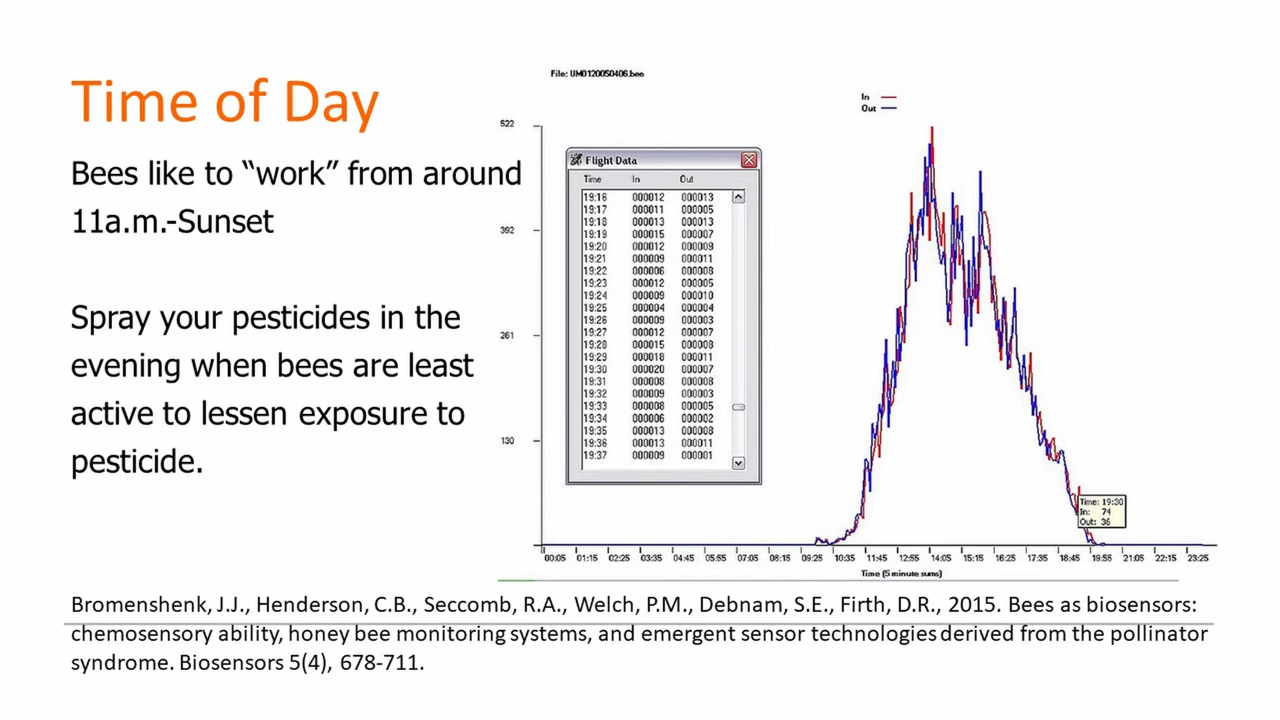 Time of Day
Bees like to “work” from around
11a.m.-Sunset
Spray your pesticides in the
evening when bees are least
active to lessen exposure to
pesticide.
File: UM0120050406.bee
In
Out
522
392
261
130
Flight Data
Time In Out
19:16 000012 000013
19:17 000011 000005
19:18 000013 000013
19:19 000015 000007
19:20 000012 000009
19:21 000009 000011
19:22 000006 000008
19:23 000012 000005
19:24 000009 000010
19:25 000004 000004
19:26 000009 000003
19:27 000012 000007
19:28 000015 000008
19:29 000018 000011
19:30 000020 000007
19:31 000008 000008
19:32 000009 000003
19:33 000008 000005
19:34 000006 000002
19:35 000013 000008
19:36 000013 000011
19:37 000009 000001
Time: 19:30
In: 74
Out: 36
00:05 01:15 02:25 03:35 04:45 05:55 07:05 08:15 09:25 10:35 11:45 12:55 14:05 15:15 16:25 17:35 18:45 19:55 21:05 22:15 23:25
Time (5 minute sums)
Bromenshenk, J.J., Henderson, C.B., Seccomb, R.A., Welch, P.M., Debnam, S.E., Firth, D.R., 2015. Bees as biosensors:
chemosensory ability, honey bee monitoring systems, and emergent sensor technologies derived from the pollinator
syndrome. Biosensors 5(4), 678-711.